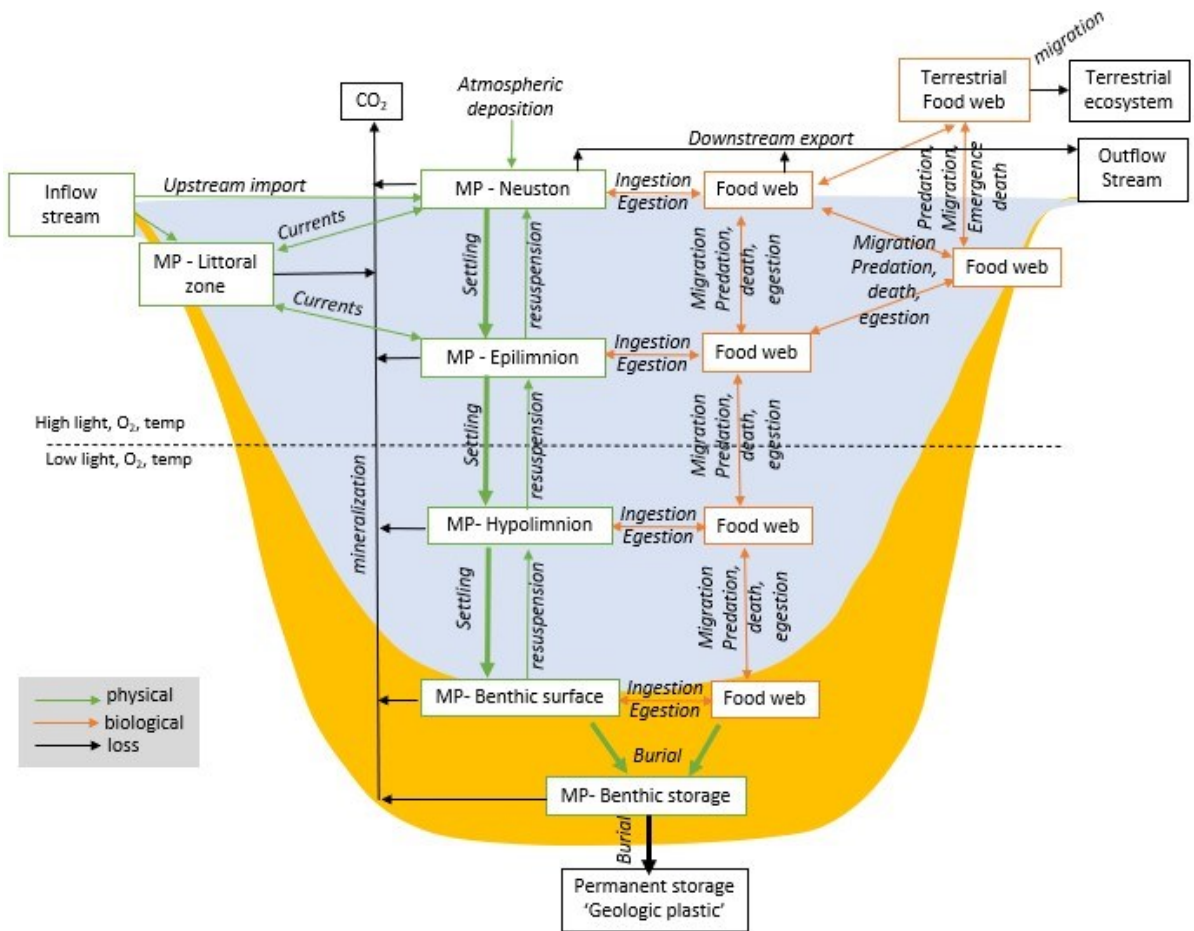 migration
Terrestrial
Food web
Terrestrial
ecosystem
CO₂
Atmospheric
deposition
Downstream export
Outflow
Stream
Inflow
stream
Upstream import
MP - Neuston
Ingestion
Egestion
Food web
Predation,
Migration,
Emergence
death
Currents
MP - Littoral
zone
Settling
resuspension
Migration
Predation,
death,
egestion
Migration
Predation,
death,
egestion
Food web
Currents
MP - Epilimnion
Ingestion
Egestion
Food web
High light, O₂, temp
Low light, O₂, temp
Settling
resuspension
Migration
Predation,
death,
egestion
mineralization
MP- Hypolimnion
Ingestion
Egestion
Food web
Settling
resuspension
Migration
Predation,
death,
egestion
MP- Benthic surface
Ingestion
Egestion
Food web
physical
biological
loss
Burial
MP- Benthic storage
Burial
Permanent storage
'Geologic plastic'